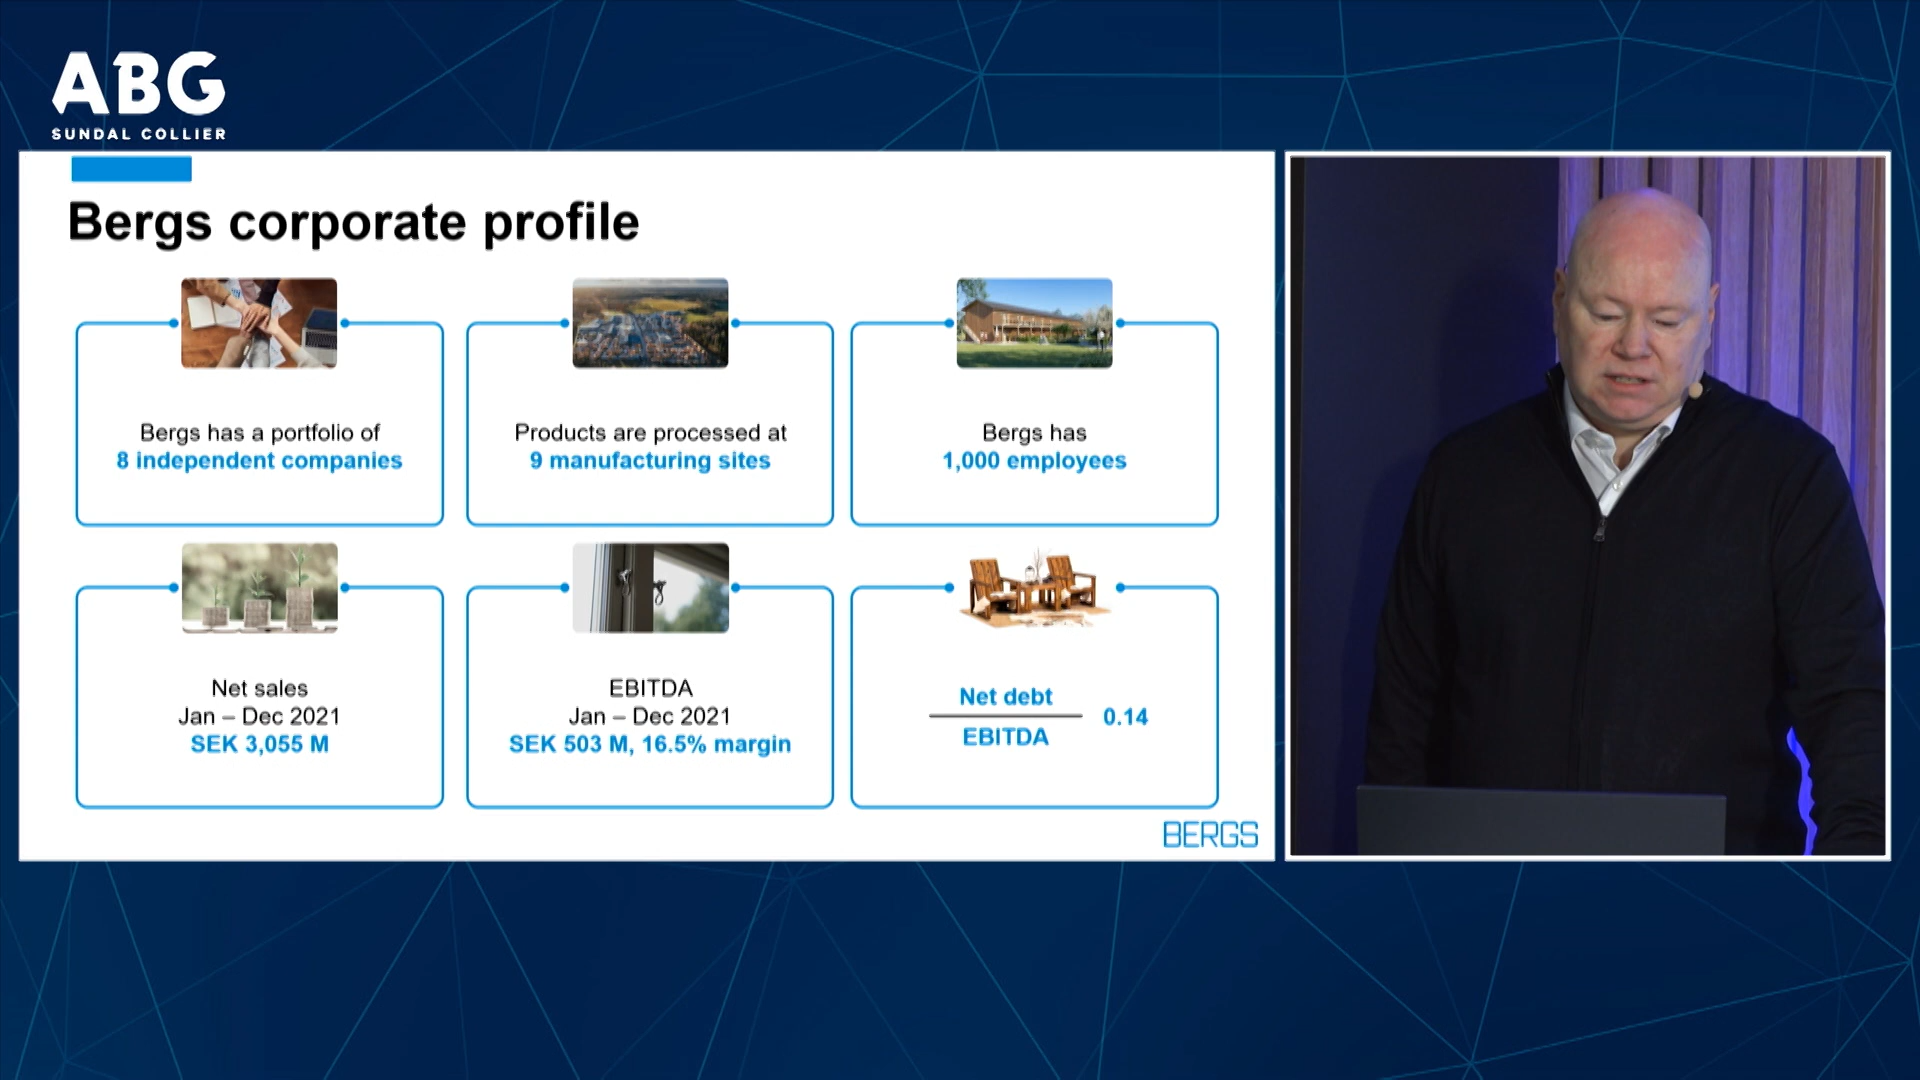 ABG
SUNDAL COLLIER
Bergs corporate profile
Bergs has a portfolio of
8 independent companies
Products are processed at
9 manufacturing sites
Bergs has
1,000 employees
Net sales
Jan – Dec 2021
SEK 3,055 M
EBITDA
Jan – Dec 2021
SEK 503 M, 16.5% margin
Net debt
EBITDA
0.14
BERGS